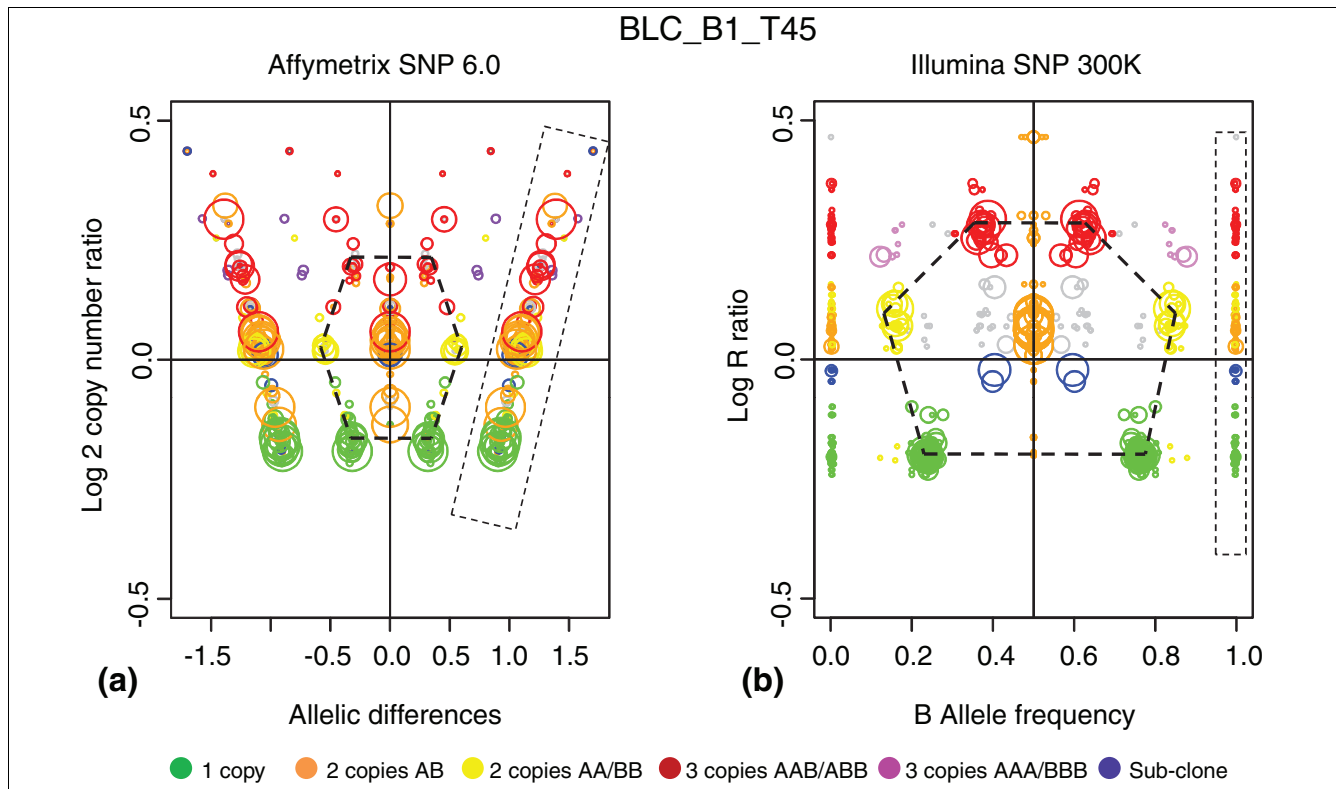 BLC_B1_T45
Affymetrix SNP 6.0
Illumina SNP 300K
Log 2 copy number ratio
0.5
0.0
-0.5
-1.5
-0.5
0.0
0.5
1.0
1.5
(a)
Allelic differences
Log R ratio
0.5
0.0
-0.5
0.0
0.2
0.4
0.6
0.8
1.0
(b)
B Allele frequency
1 copy
2 copies AB
2 copies AA/BB
3 copies AAB/ABB
3 copies AAA/BBB
Sub-clone